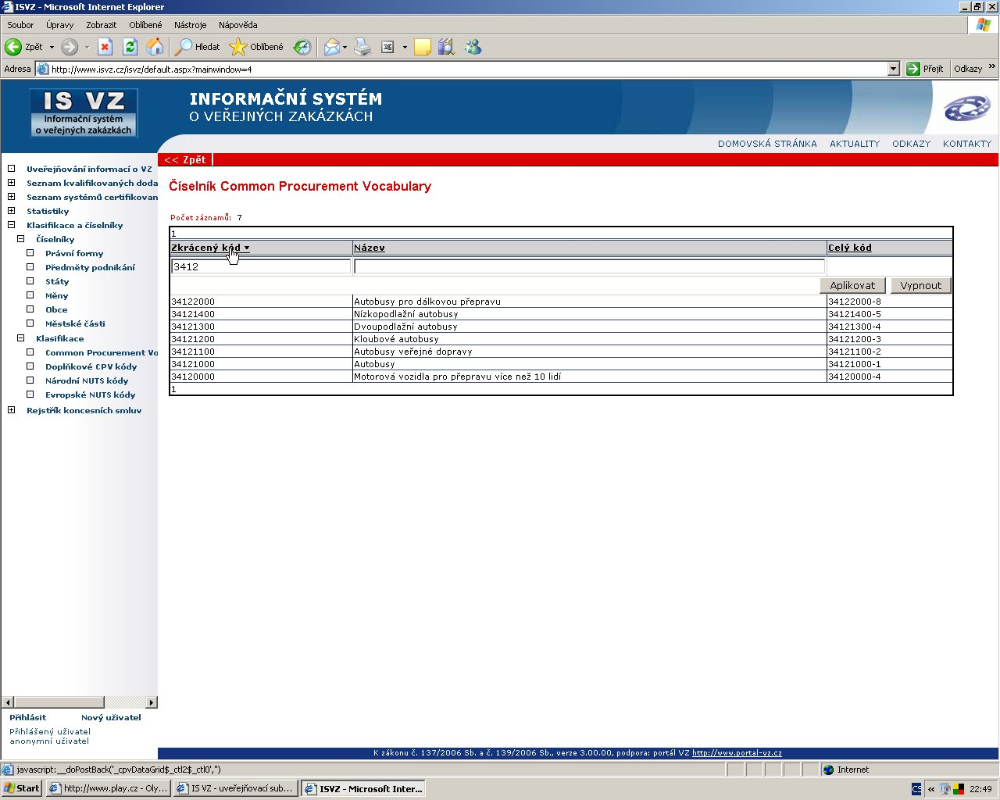 ISVZ - Microsoft Internet Explorer
Soubor Úpravy Zobrazit Oblíbené Nástroje Nápověda
Zpět Hledat Oblíbené
Adresa http://www.isvz.cz/isvz/default.aspx?mainwindow=4 Přejít Odkazy »
IS VZ
Informační systém
o veřejných zakázkách
INFORMAČNÍ SYSTÉM
O VEŘEJNÝCH ZAKÁZKÁCH
DOMOVSKÁ STRÁNKA AKTUALITY ODKAZY KONTAKTY
<< Zpět
Uveřejňování informací o VZ
Seznam kvalifikovaných doda
Seznam systémů certifikovan
Statistiky
Klasifikace a číselníky
Číselníky
Právní formy
Předměty podnikání
Státy
Měny
Obce
Městské části
Klasifikace
Common Procurement Vo
Doplňkové CPV kódy
Národní NUTS kódy
Evropské NUTS kódy
Rejstřík koncesních smluv
Číselník Common Procurement Vocabulary
Počet záznamů: 7
1
Zkrácený kód ▾ Název Celý kód
3412
Aplikovat Vypnout
34122000 Autobusy pro dálkovou přepravu 34122000-8
34121400 Nízkopodlažní autobusy 34121400-5
34121300 Dvoupodlažní autobusy 34121300-4
34121200 Kloubové autobusy 34121200-3
34121100 Autobusy veřejné dopravy 34121100-2
34121000 Autobusy 34121000-1
34120000 Motorová vozidla pro přepravu více než 10 lidí 34120000-4
1
Přihlásit Nový uživatel
Přihlášený uživatel
anonymní uživatel
K zákonu č. 137/2006 Sb. a č. 139/2006 Sb., verze 3.00.00, podpora: portál VZ http://www.portal-vz.cz
javascript:__doPostBack('_cpvDataGrid$_ctl2$_ctl0','') Internet
Start http://www.play.cz - Oly... IS VZ - uveřejňovací sub... ISVZ - Microsoft Inter... CS « 22:49